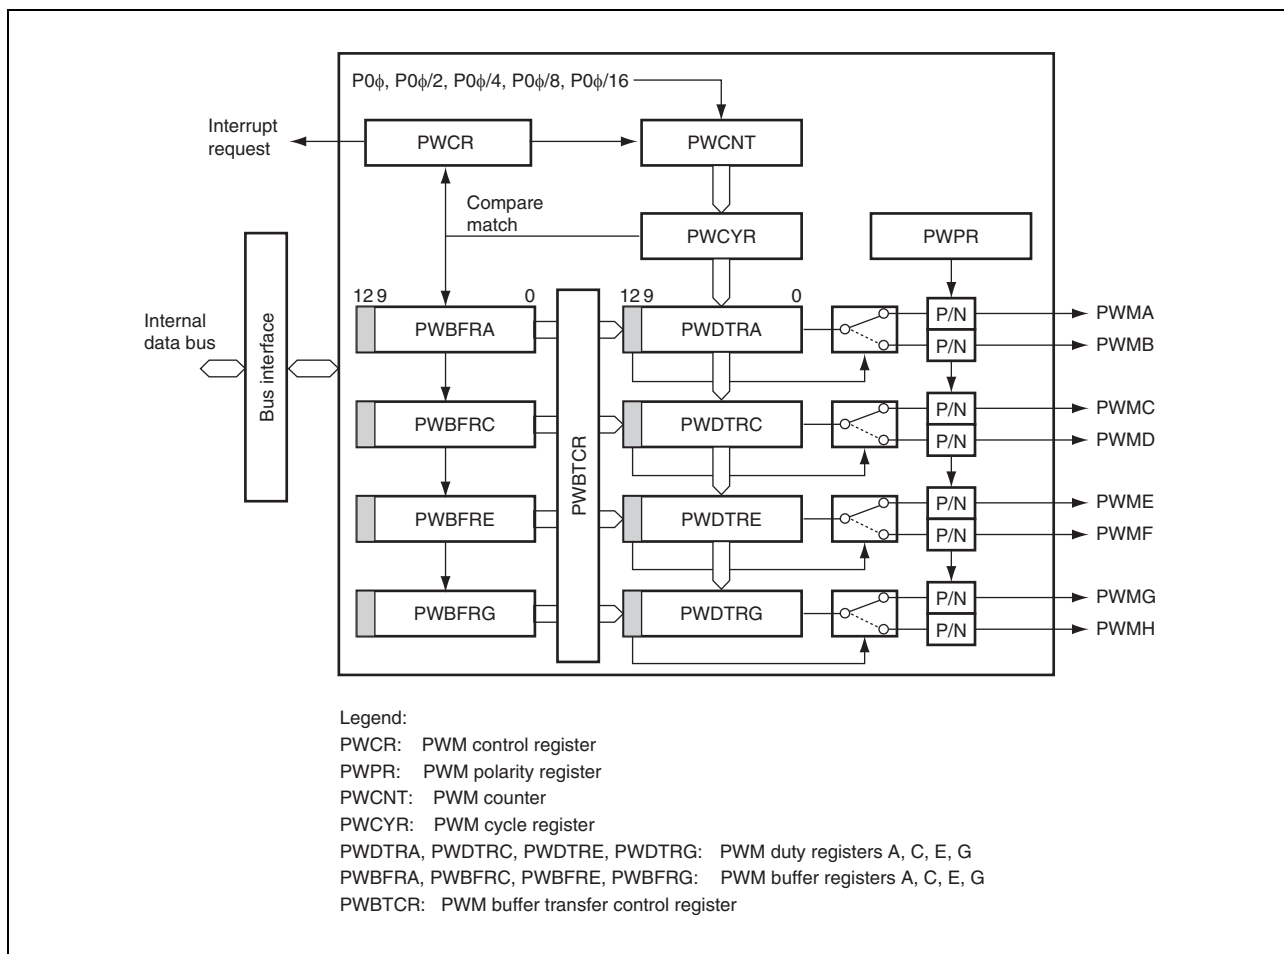 P0ϕ, P0ϕ/2, P0ϕ/4, P0ϕ/8, P0ϕ/16
Interrupt
request
PWCR
PWCNT
Compare
match
PWCYR
PWPR
Internal
data bus
Bus interface
12 9 0
PWBFRA
PWBTCR
12 9 0
PWDTRA
P/N
PWMA
P/N
PWMB
PWBFRC
PWDTRC
P/N
PWMC
P/N
PWMD
PWBFRE
PWDTRE
P/N
PWME
P/N
PWMF
PWBFRG
PWDTRG
P/N
PWMG
P/N
PWMH
Legend:
PWCR: PWM control register
PWPR: PWM polarity register
PWCNT: PWM counter
PWCYR: PWM cycle register
PWDTRA, PWDTRC, PWDTRE, PWDTRG: PWM duty registers A, C, E, G
PWBFRA, PWBFRC, PWBFRE, PWBFRG: PWM buffer registers A, C, E, G
PWBTCR: PWM buffer transfer control register